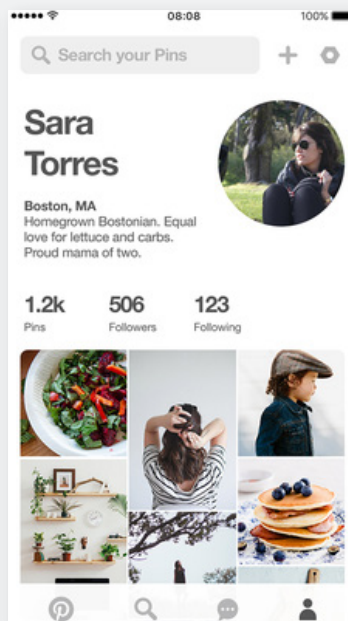 08:08
100%
Search your Pins
Sara
Torres
Boston, MA
Homegrown Bostonian. Equal
love for lettuce and carbs.
Proud mama of two.
1.2k 506 123
Pins Followers Following